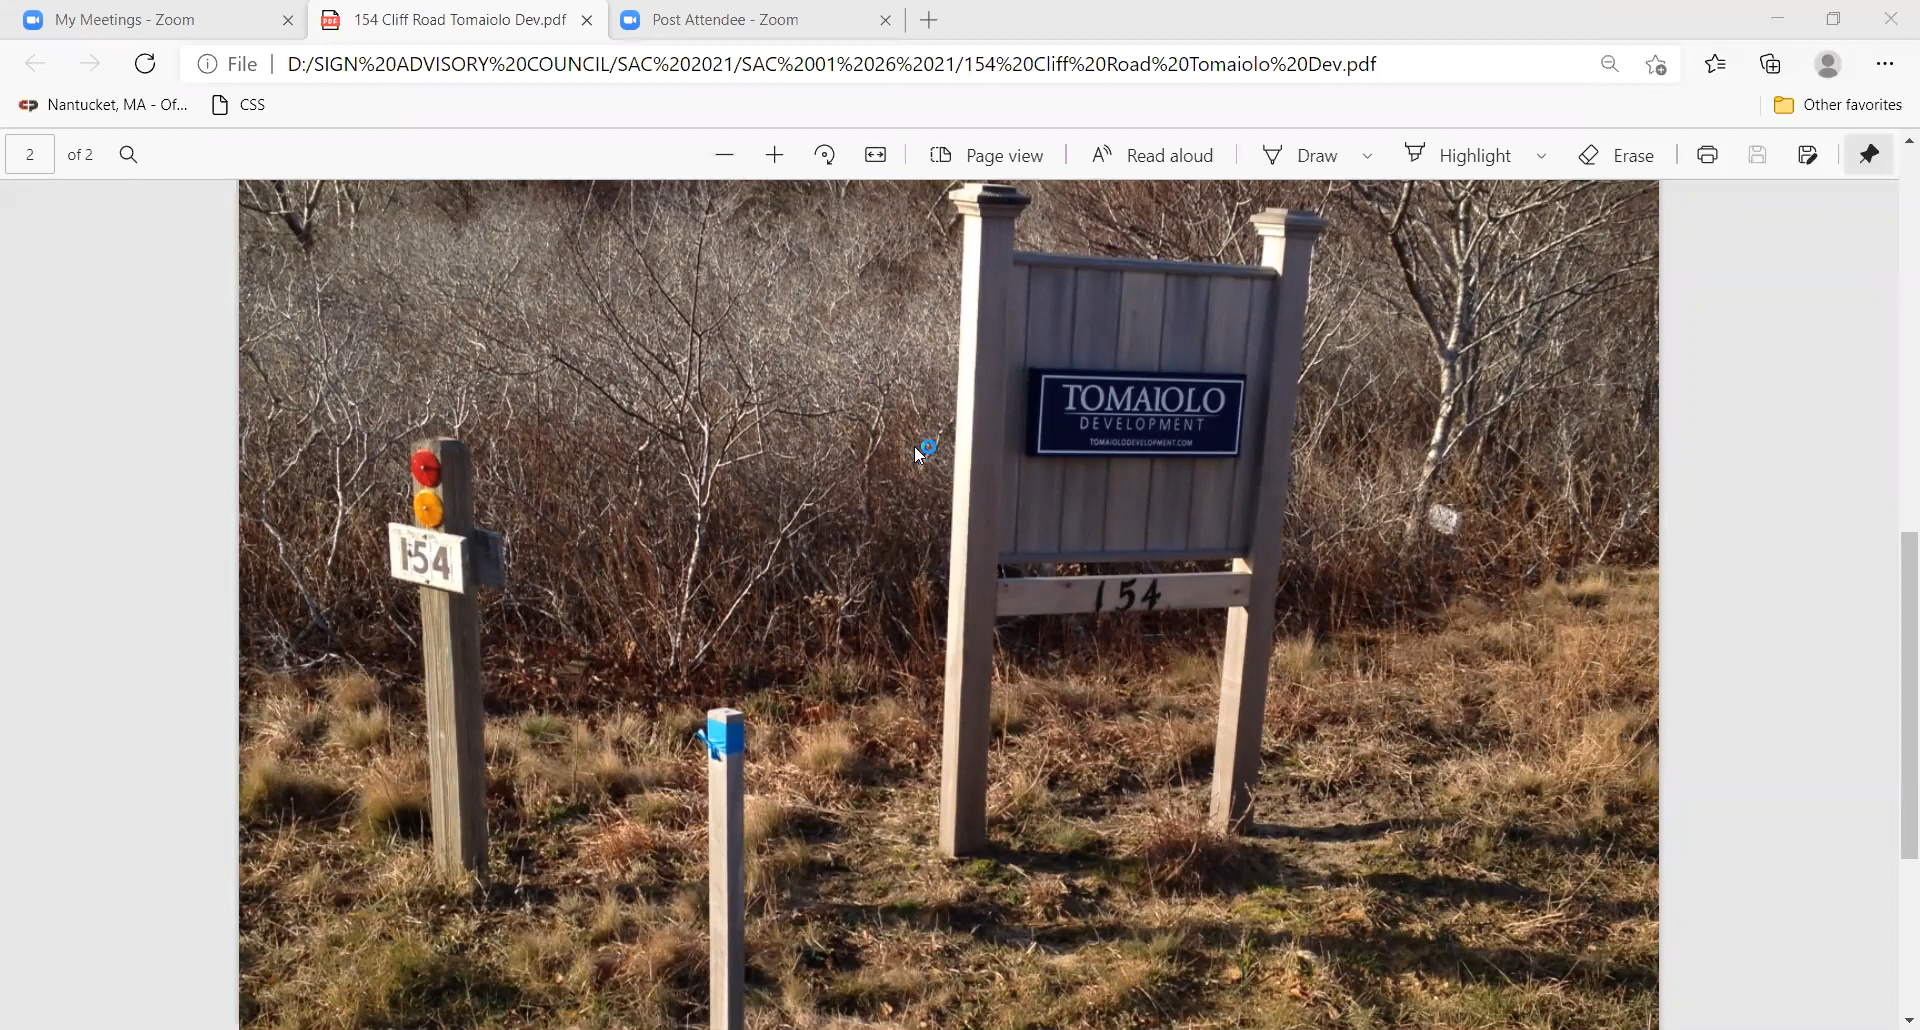 My Meetings - Zoom
154 Cliff Road Tomaiolo Dev.pdf
Post Attendee - Zoom
File
D:/SIGN%20ADVISORY%20COUNCIL/SAC%202021/SAC%2001%2026%2021/154%20Cliff%20Road%20Tomaiolo%20Dev.pdf
Nantucket, MA - Of...
CSS
Other favorites
2 of 2
Page view
Read aloud
Draw
Highlight
Erase
TOMAIOLO
DEVELOPMENT
TOMAIOLODEVELOPMENT.COM
154
154